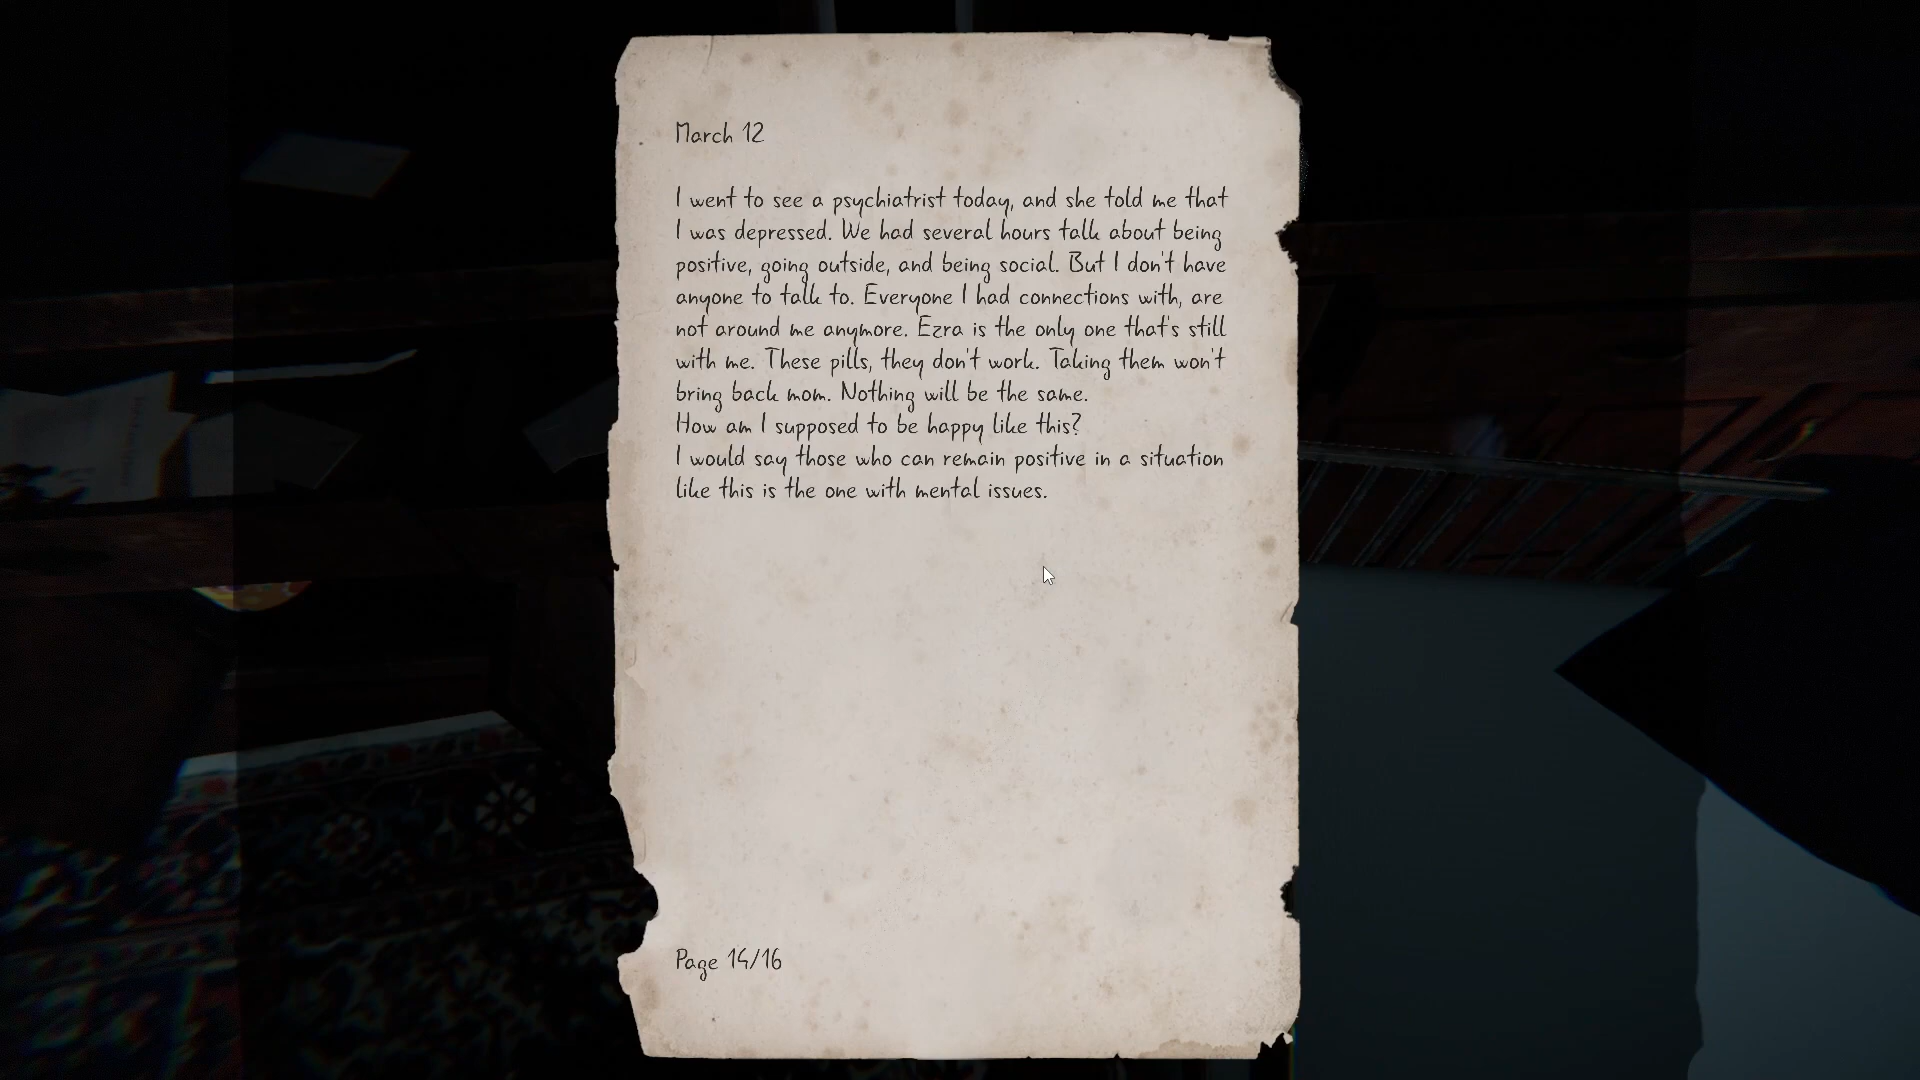 March 12
I went to see a psychiatrist today, and she told me that
I was depressed. We had several hours talk about being
positive, going outside, and being social. But I don't have
anyone to talk to. Everyone I had connections with, are
not around me anymore. Ezra is the only one that's still
with me. These pills, they don't work. Taking them won't
bring back mom. Nothing will be the same.
How am I supposed to be happy like this?
I would say those who can remain positive in a situation
like this is the one with mental issues.
Page 14/16